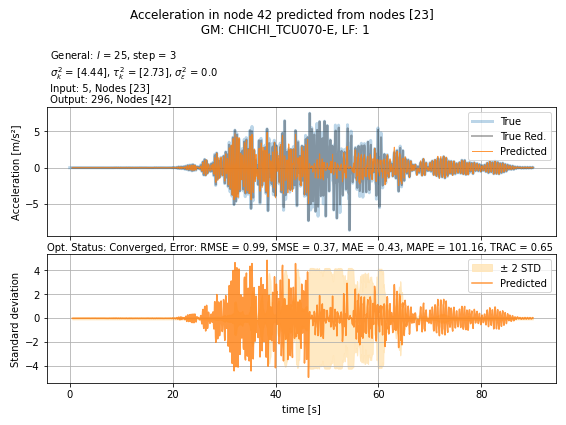 Acceleration in node 42 predicted from nodes [23]
GM: CHICHI_TCU070-E, LF: 1
General: l = 25, step = 3
σ²ₖ = [4.44], τ²ₖ = [2.73], σ²ε = 0.0
Input: 5, Nodes [23]
Output: 296, Nodes [42]
Acceleration [m/s²]
5
0
−5
True
True Red.
Predicted
Opt. Status: Converged, Error: RMSE = 0.99, SMSE = 0.37, MAE = 0.43, MAPE = 101.16, TRAC = 0.65
Standard deviation
4
2
0
−2
−4
± 2 STD
Predicted
0 20 40 60 80
time [s]